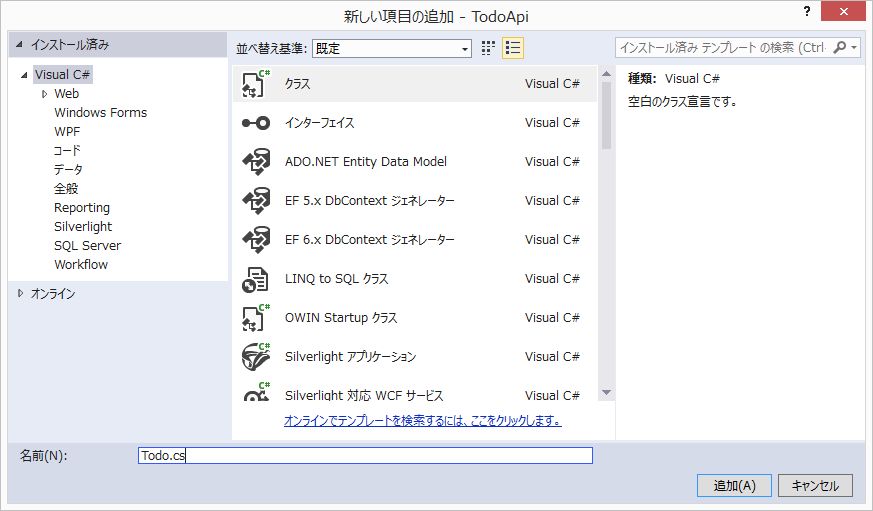 新しい項目の追加 - TodoApi
?
インストール済み
Visual C#
Web
Windows Forms
WPF
コード
データ
全般
Reporting
Silverlight
SQL Server
Workflow
オンライン
並べ替え基準: 既定
C# クラス Visual C#
インターフェイス Visual C#
ADO.NET Entity Data Model Visual C#
EF 5.x DbContext ジェネレーター Visual C#
EF 6.x DbContext ジェネレーター Visual C#
LINQ to SQL クラス Visual C#
C# OWIN Startup クラス Visual C#
C# Silverlight アプリケーション Visual C#
C# Silverlight 対応 WCF サービス Visual C#
オンラインでテンプレートを検索するには、ここをクリックします。
インストール済み テンプレート の検索 (Ctrl-
種類: Visual C#
空白のクラス宣言です。
名前(N): Todo.cs
追加(A) キャンセル